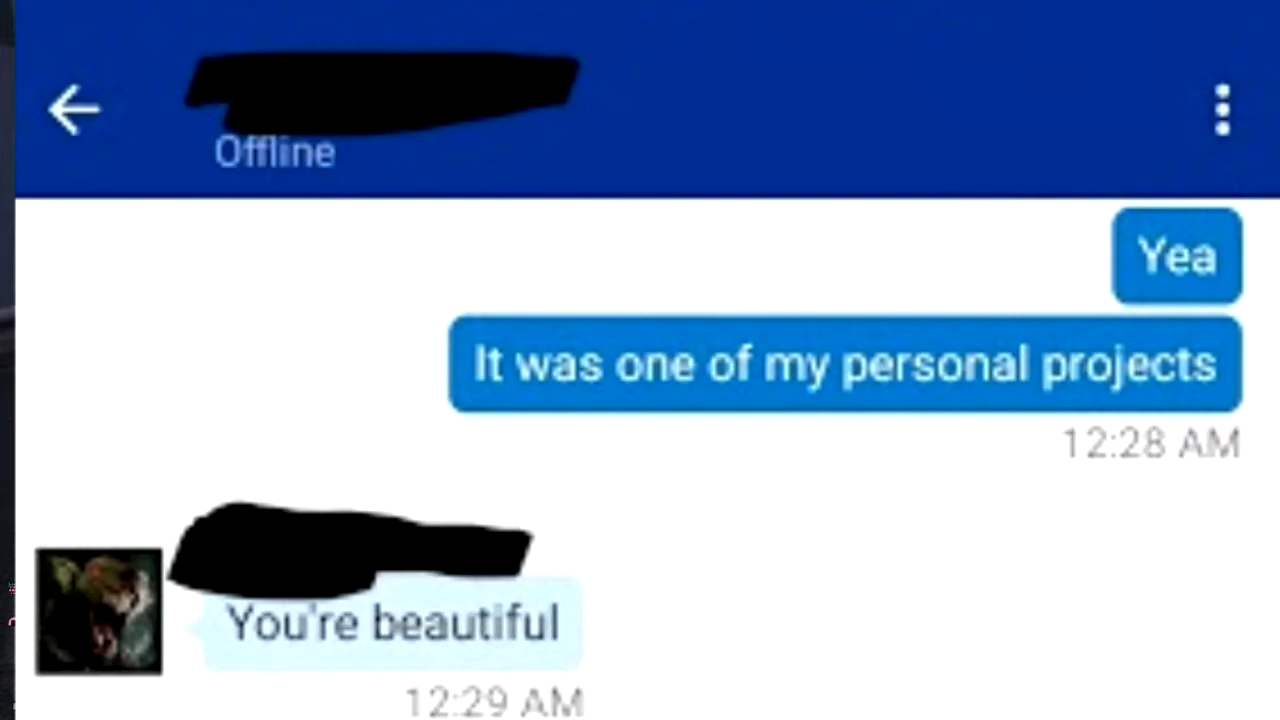 Offline
Yea
It was one of my personal projects
12:28 AM
You're beautiful
12:29 AM